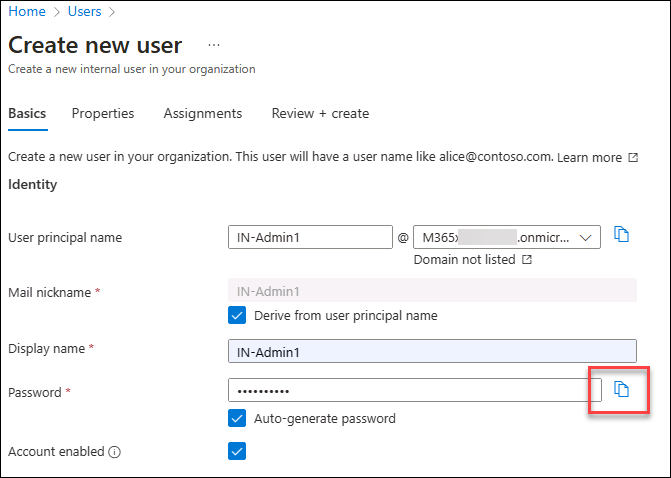 Home > Users >
Create new user ...
Create a new internal user in your organization
Basics Properties Assignments Review + create
Create a new user in your organization. This user will have a user name like alice@contoso.com. Learn more
Identity
User principal name IN-Admin1 @ M365x .onmicr...
Domain not listed
Mail nickname * IN-Admin1
Derive from user principal name
Display name * IN-Admin1
Password * ••••••••••
Auto-generate password
Account enabled